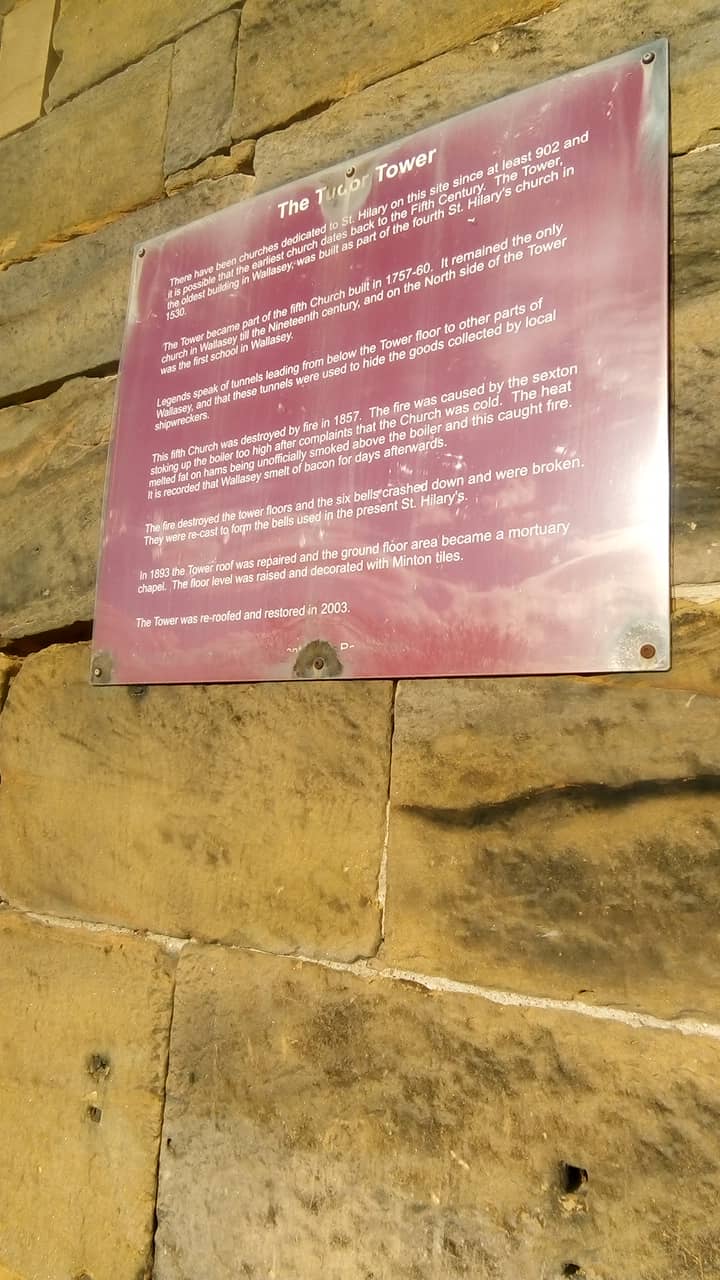 The Tudor Tower
There have been churches dedicated to St. Hilary on this site since at least 902 and
it is possible that the earliest church dates back to the Fifth Century. The Tower,
the oldest building in Wallasey, was built as part of the fourth St. Hilary's church in
1530.
The Tower became part of the fifth Church built in 1757-60. It remained the only
church in Wallasey till the Nineteenth century, and on the North side of the Tower
was the first school in Wallasey.
Legends speak of tunnels leading from below the Tower floor to other parts of
Wallasey, and that these tunnels were used to hide the goods collected by local
shipwreckers.
This fifth Church was destroyed by fire in 1857. The fire was caused by the sexton
stoking up the boiler too high after complaints that the Church was cold. The heat
melted fat on hams being unofficially smoked above the boiler and this caught fire.
It is recorded that Wallasey smelt of bacon for days afterwards.
The fire destroyed the tower floors and the six bells crashed down and were broken.
They were re-cast to form the bells used in the present St. Hilary's.
In 1893 the Tower roof was repaired and the ground floor area became a mortuary
chapel. The floor level was raised and decorated with Minton tiles.
The Tower was re-roofed and restored in 2003.